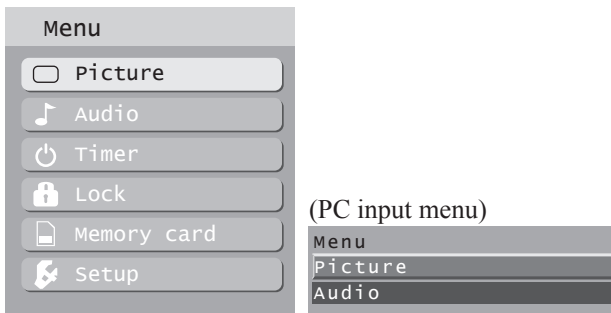 Menu
Picture
Audio
Timer
Lock
Memory card
Setup
(PC input menu)
Menu
Picture
Audio